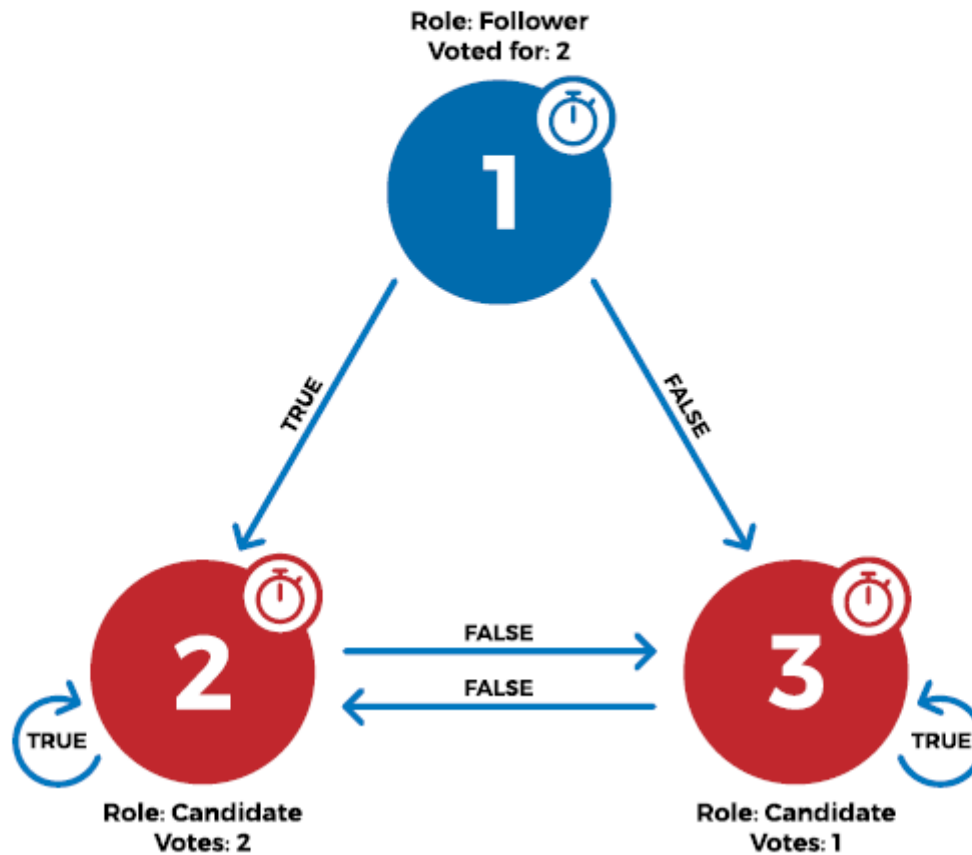 Role: Follower
Voted for: 2
1
TRUE
FALSE
2
FALSE
FALSE
3
TRUE
TRUE
Role: Candidate
Votes: 2
Role: Candidate
Votes: 1